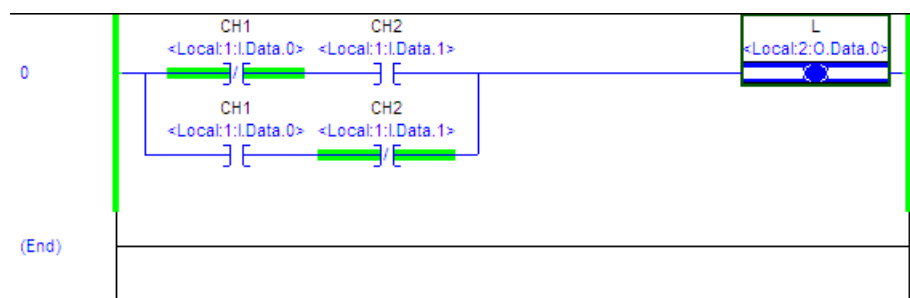 CH1 CH2 L
<Local:1:I.Data.0> <Local:1:I.Data.1> <Local:2:O.Data.0>
0
CH1 CH2
<Local:1:I.Data.0> <Local:1:I.Data.1>
(End)